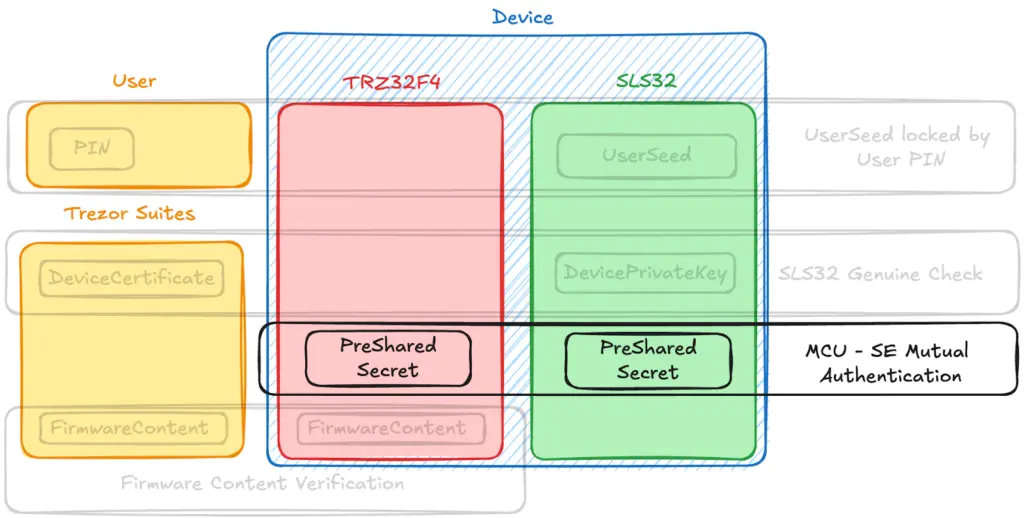 Device
User
TRZ32F4
SLS32
PIN
UserSeed
UserSeed locked by
User PIN
Trezor Suites
DeviceCertificate
DevicePrivateKey
SLS32 Genuine Check
PreShared
Secret
PreShared
Secret
MCU - SE Mutual
Authentication
FirmwareContent
FirmwareContent
Firmware Content Verification